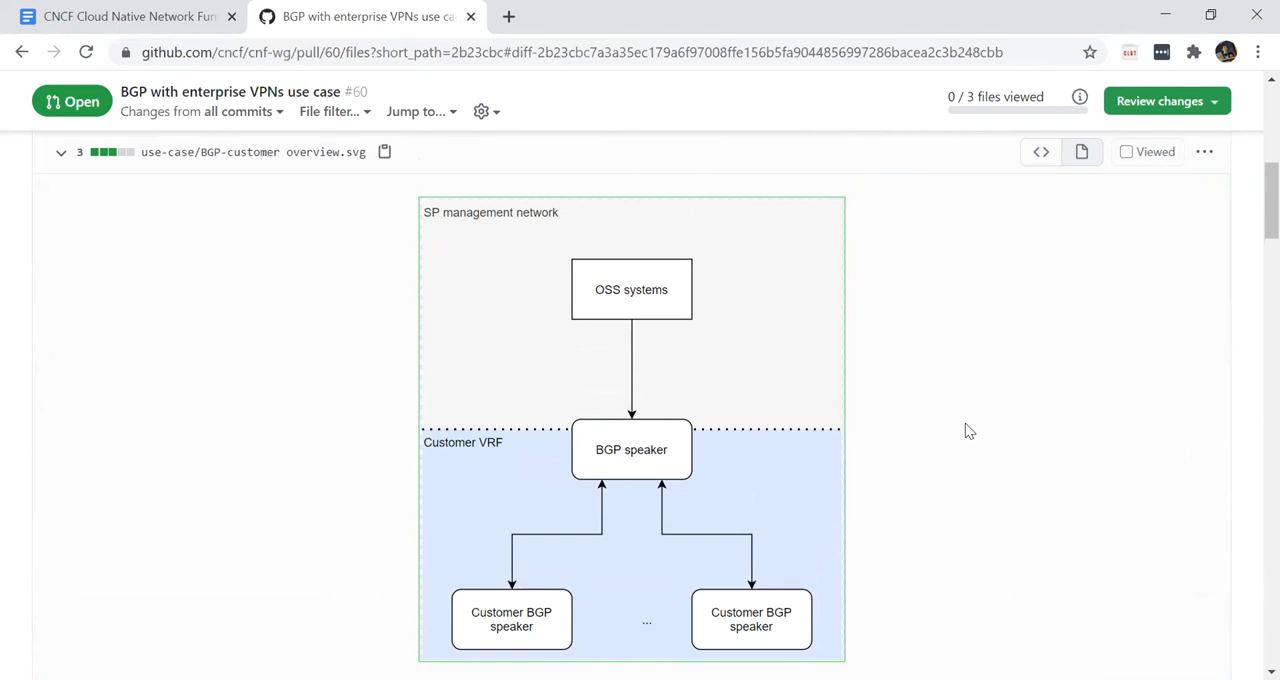 CNCF Cloud Native Network Fun
BGP with enterprise VPNs use ca
github.com/cncf/cnf-wg/pull/60/files?short_path=2b23cbc#diff-2b23cbc7a3a35ec179a6f97008ffe156b5fa9044856997286bacea2c3b248cbb
Open
BGP with enterprise VPNs use case #60
Changes from all commits
File filter...
Jump to...
0 / 3 files viewed
Review changes
3
use-case/BGP-customer overview.svg
Viewed
SP management network
OSS systems
Customer VRF
BGP speaker
Customer BGP
speaker
...
Customer BGP
speaker